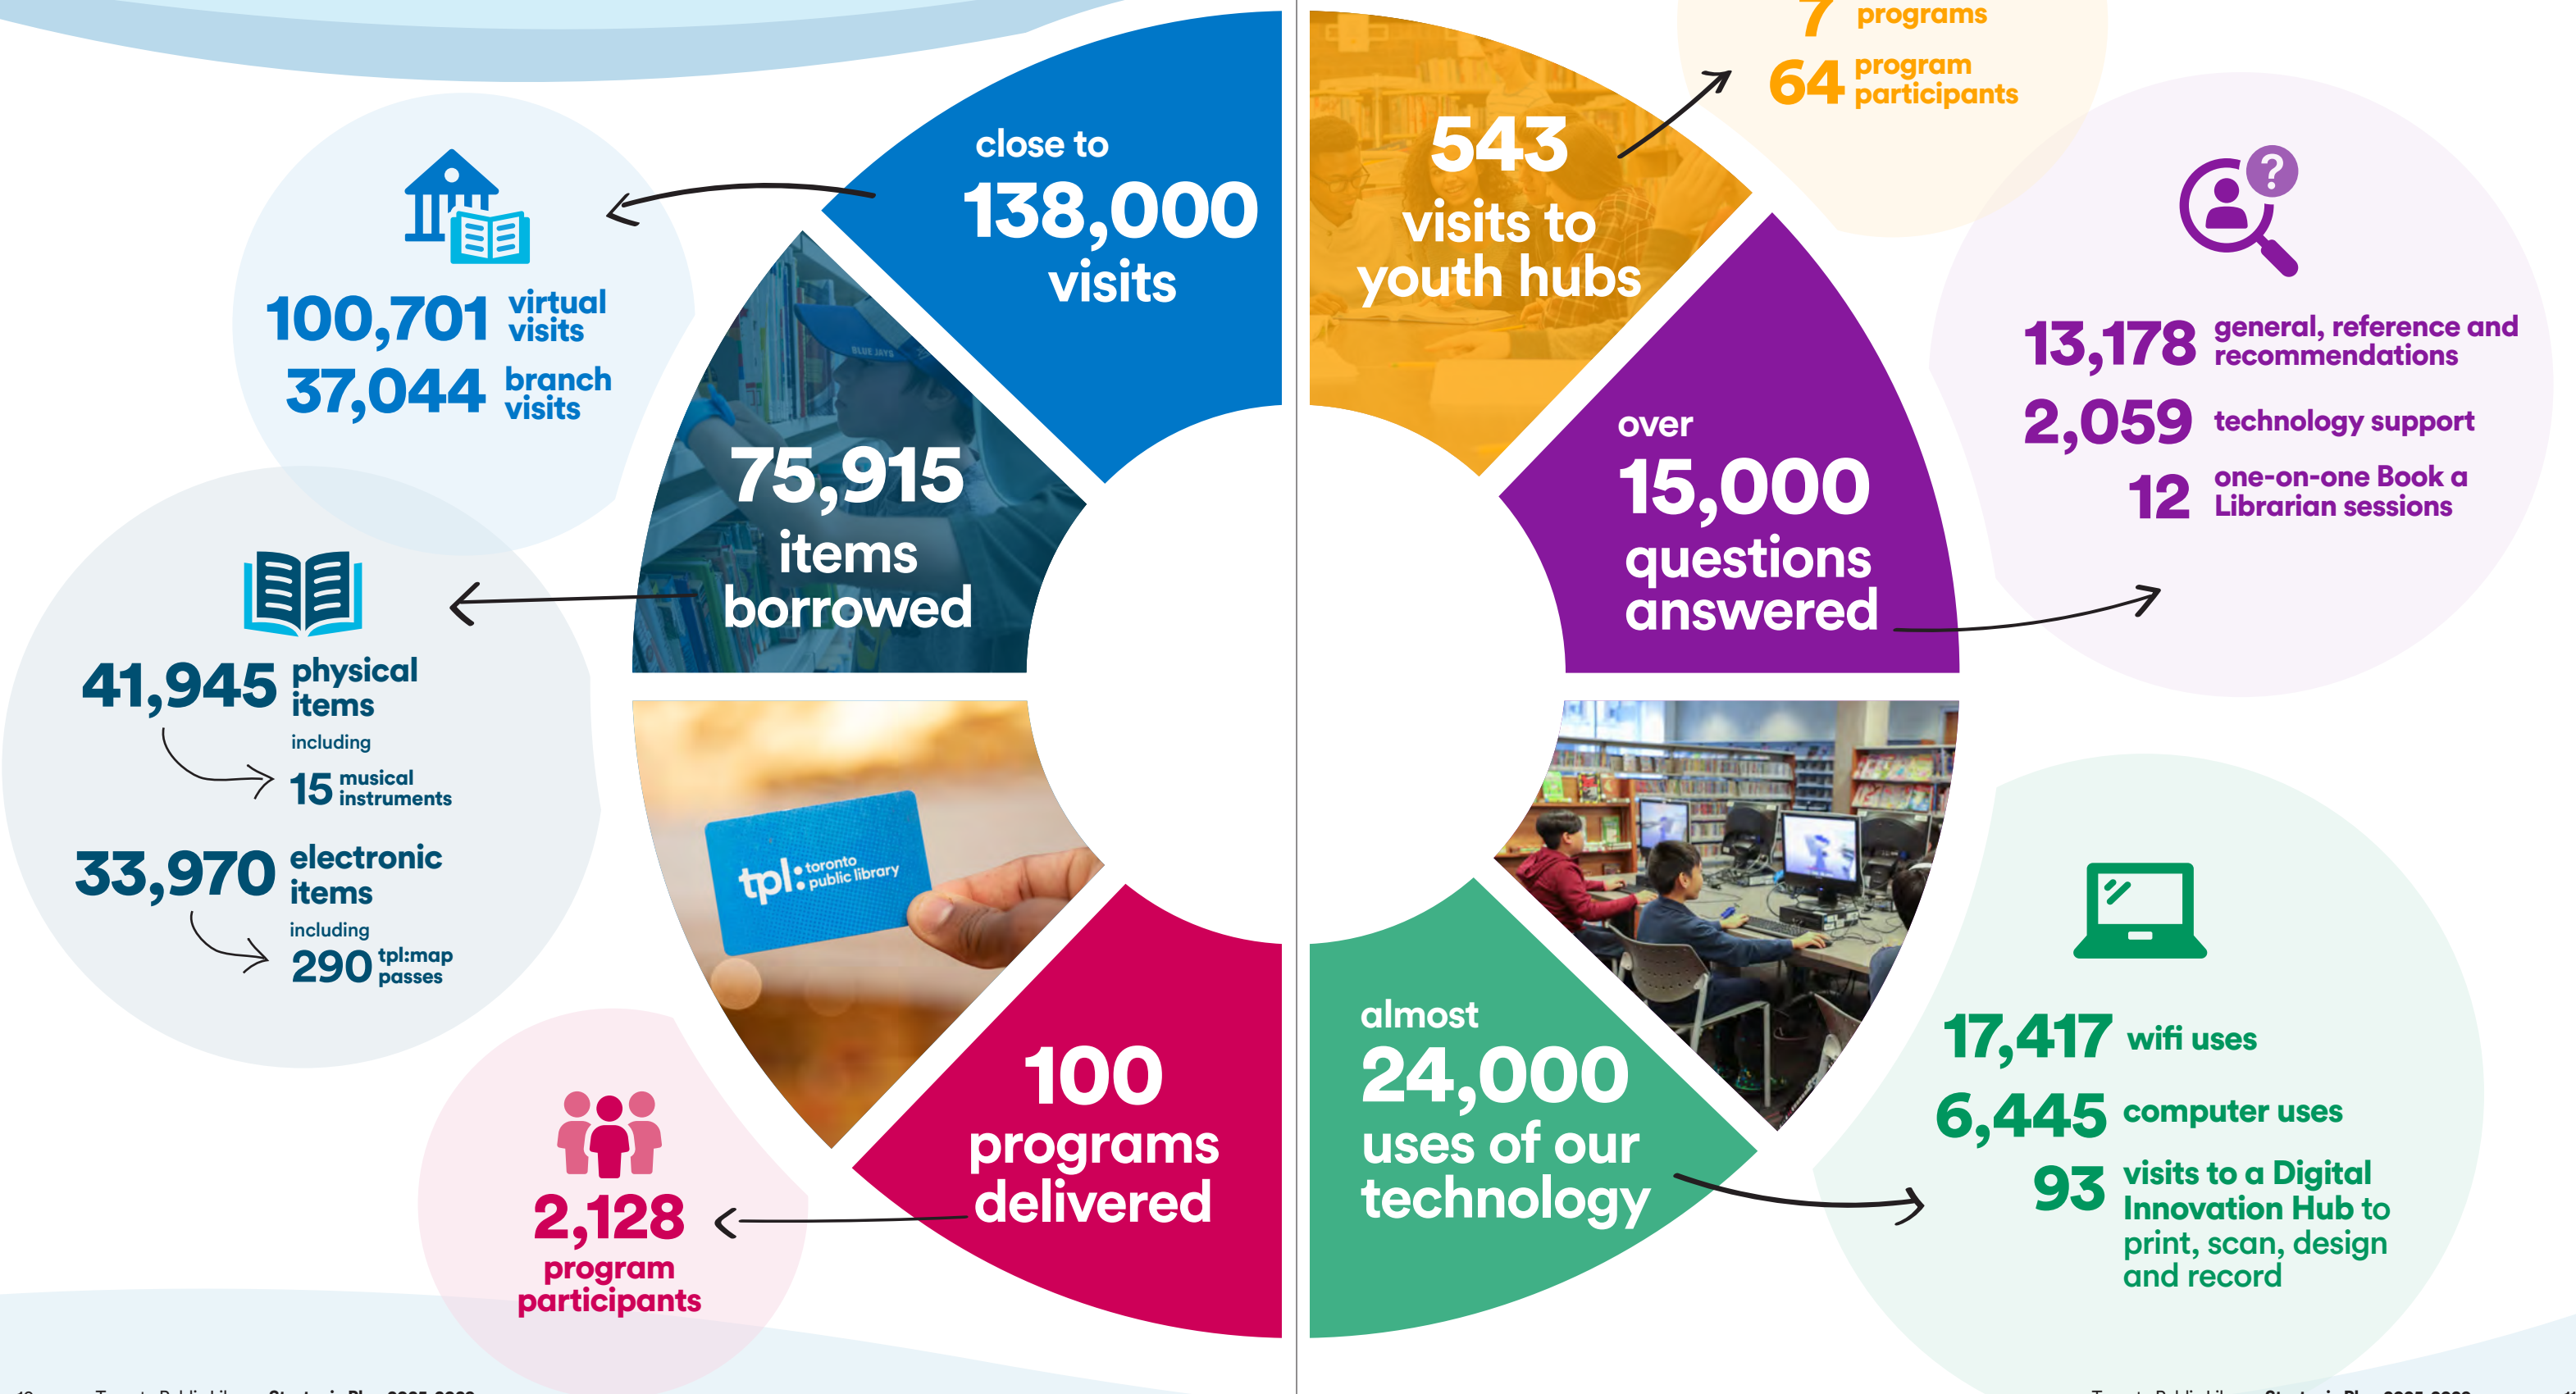 close to
138,000
visits
100,701 virtual
visits
37,044 branch
visits
75,915
items
borrowed
BLUE JAYS
41,945 physical
items
including
15 musical
instruments
33,970 electronic
items
including
290 tpl:map
passes
tpl: toronto
public library
100
programs
delivered
2,128
program
participants
7 programs
64 program
participants
543
visits to
youth hubs
?
over
15,000
questions
answered
13,178 general, reference and
recommendations
2,059 technology support
12 one-on-one Book a
Librarian sessions
almost
24,000
uses of our
technology
17,417 wifi uses
6,445 computer uses
93 visits to a Digital
Innovation Hub to
print, scan, design
and record